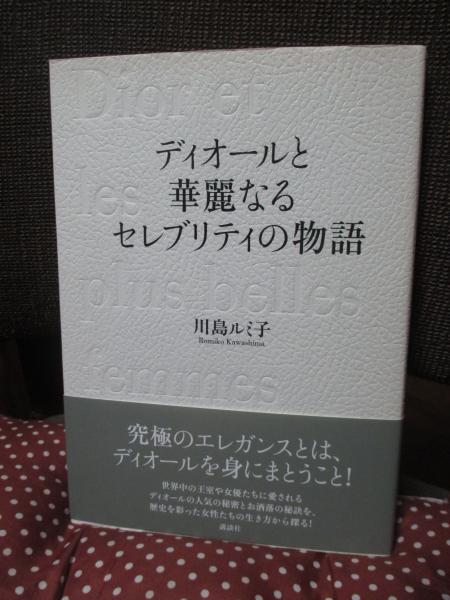 Dior et
les
plus belles
femmes
ディオールと
華麗なる
セレブリティの物語
川島ルミ子
Romiko Kawashima
究極のエレガンスとは、
ディオールを身にまとうこと!
世界中の王室や女優たちに愛される
ディオールの人気の秘密とお洒落の秘訣を、
歴史を彩った女性たちの生き方から探る!
講談社